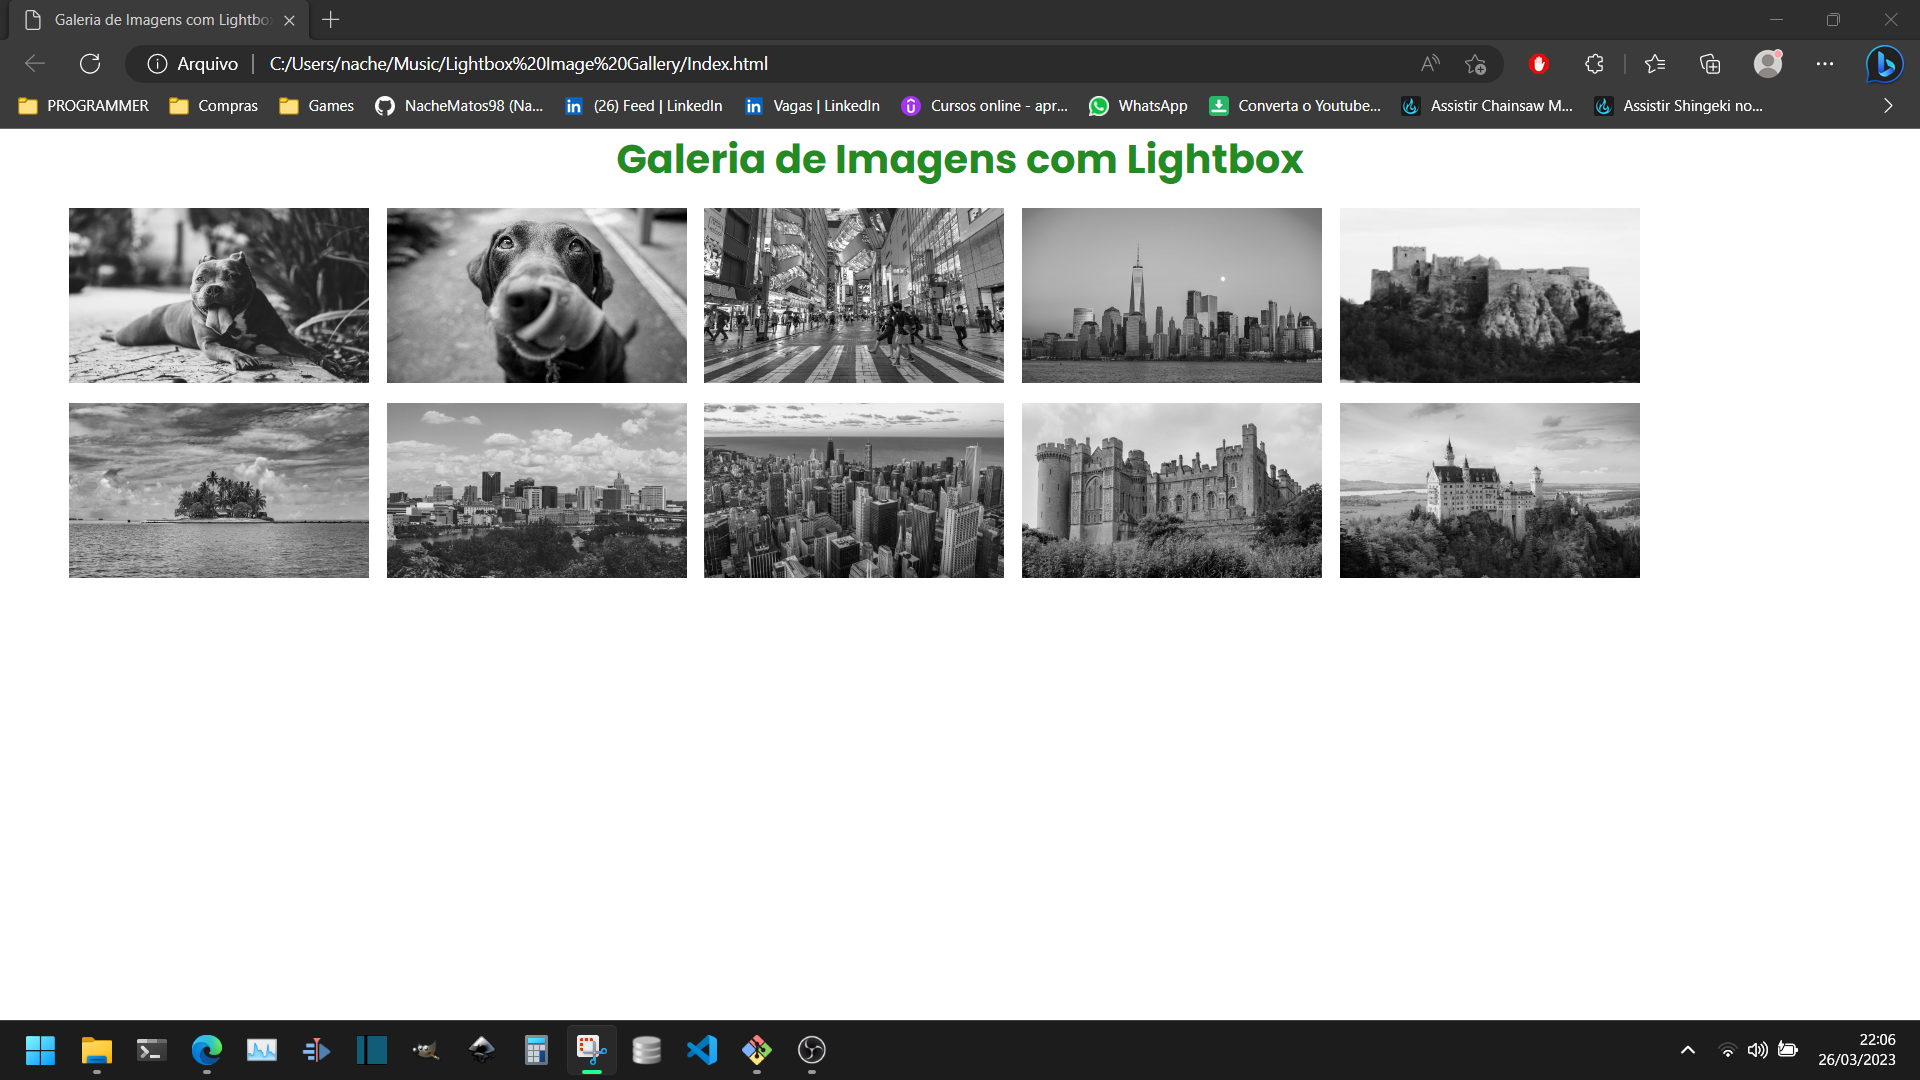 Galeria de Imagens com Lightbo
Arquivo
C:/Users/nache/Music/Lightbox%20Image%20Gallery/Index.html
PROGRAMMER
Compras
Games
NacheMatos98 (Na...
(26) Feed | LinkedIn
Vagas | LinkedIn
Cursos online - apr...
WhatsApp
Converta o Youtube...
Assistir Chainsaw M...
Assistir Shingeki no...
Galeria de Imagens com Lightbox
22:06
26/03/2023